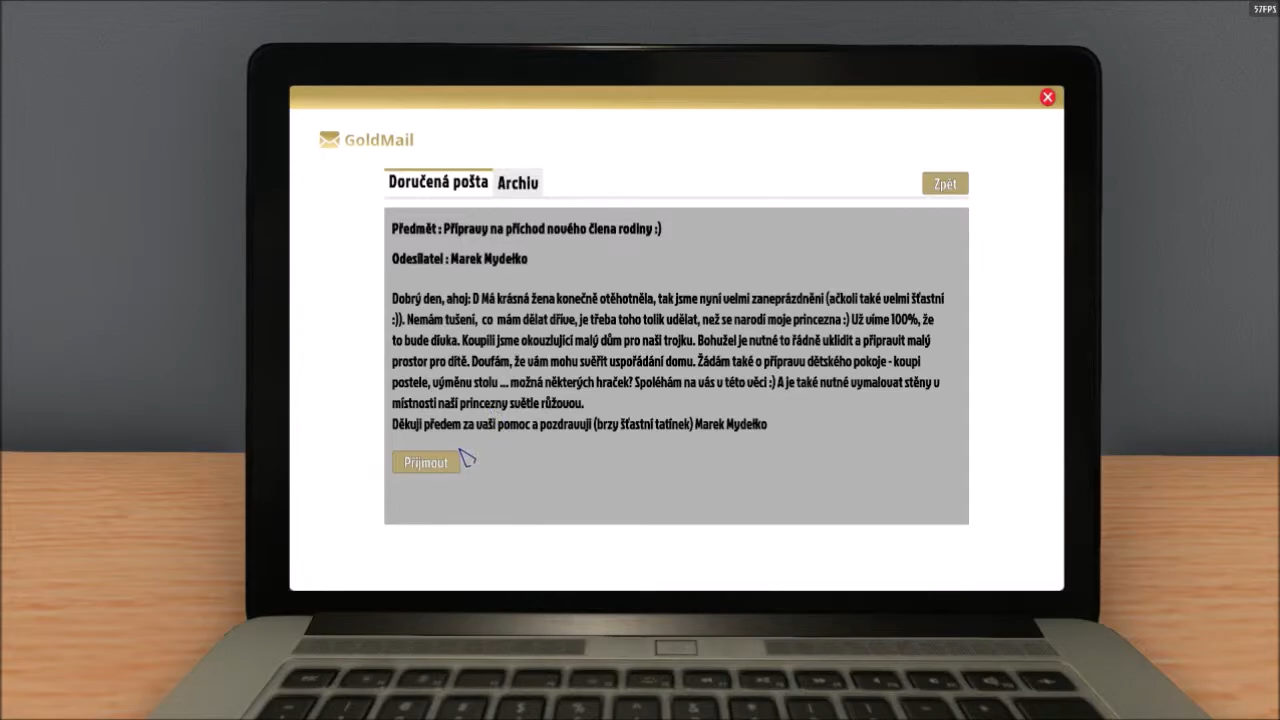 57FPS
GoldMail
Doručená pošta Archiv Zpět
Předmět : Přípravy na příchod nového člena rodiny :)
Odesílatel : Marek Mydełko
Dobrý den, ahoj: D Má krásná žena konečně otěhotněla, tak jsme nyní velmi zaneprázdnění (ačkoli také velmi šťastní
:)). Nemám tušení, co mám dělat dříve, je třeba toho tolik udělat, než se narodí moje princezna :) Už víme 100%, že
to bude dívka. Koupili jsme okouzlující malý dům pro naši trojku. Bohužel je nutné to řádně uklidit a připravit malý
prostor pro dítě. Doufám, že vám mohu svěřit uspořádání domu. Žádám také o přípravu dětského pokoje - koupi
postele, výměnu stolu ... možná některých hraček? Spoléhám na vás v této věci :) A je také nutné vymalovat stěny v
místnosti naší princezny světle růžovou.
Děkuji předem za vaši pomoc a pozdravuji (brzy šťastní tatínek) Marek Mydełko
Přijmout